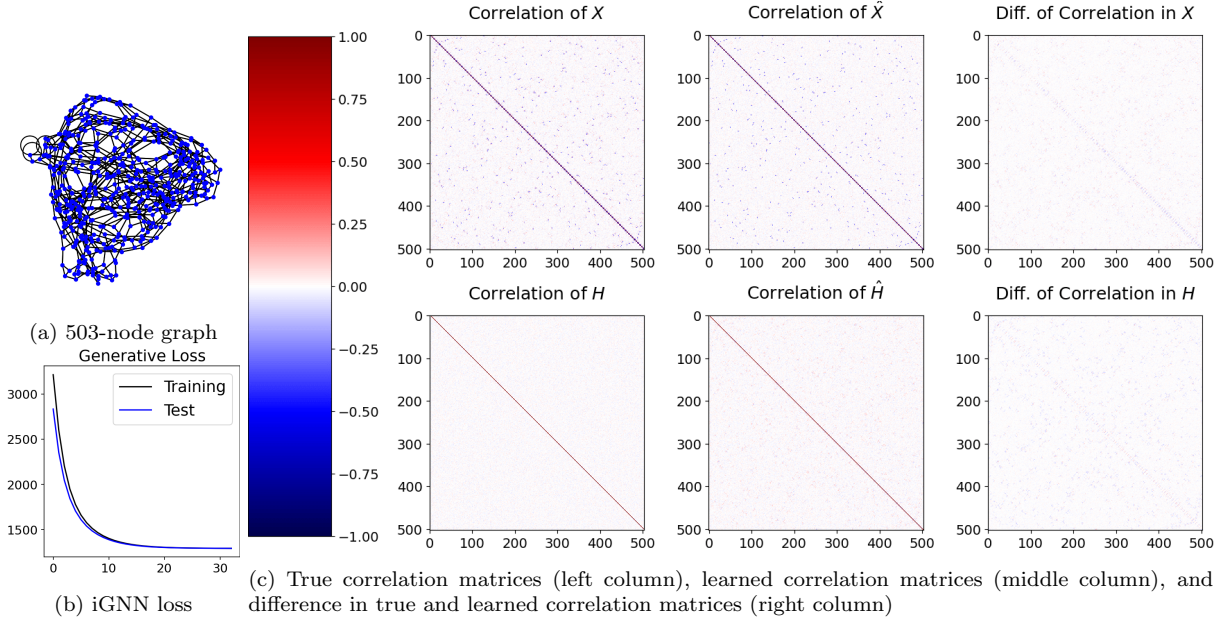 (a) 503-node graph
Generative Loss
Training
Test
3000
2500
2000
1500
0 10 20 30
(b) iGNN loss
1.00
0.75
0.50
0.25
0.00
−0.25
−0.50
−0.75
−1.00
Correlation of X
0
100
200
300
400
500
0 100 200 300 400 500
Correlation of X̂
0
100
200
300
400
500
0 100 200 300 400 500
Diff. of Correlation in X
0
100
200
300
400
500
0 100 200 300 400 500
Correlation of H
0
100
200
300
400
500
0 100 200 300 400 500
Correlation of Ĥ
0
100
200
300
400
500
0 100 200 300 400 500
Diff. of Correlation in H
0
100
200
300
400
500
0 100 200 300 400 500
(c) True correlation matrices (left column), learned correlation matrices (middle column), and
difference in true and learned correlation matrices (right column)